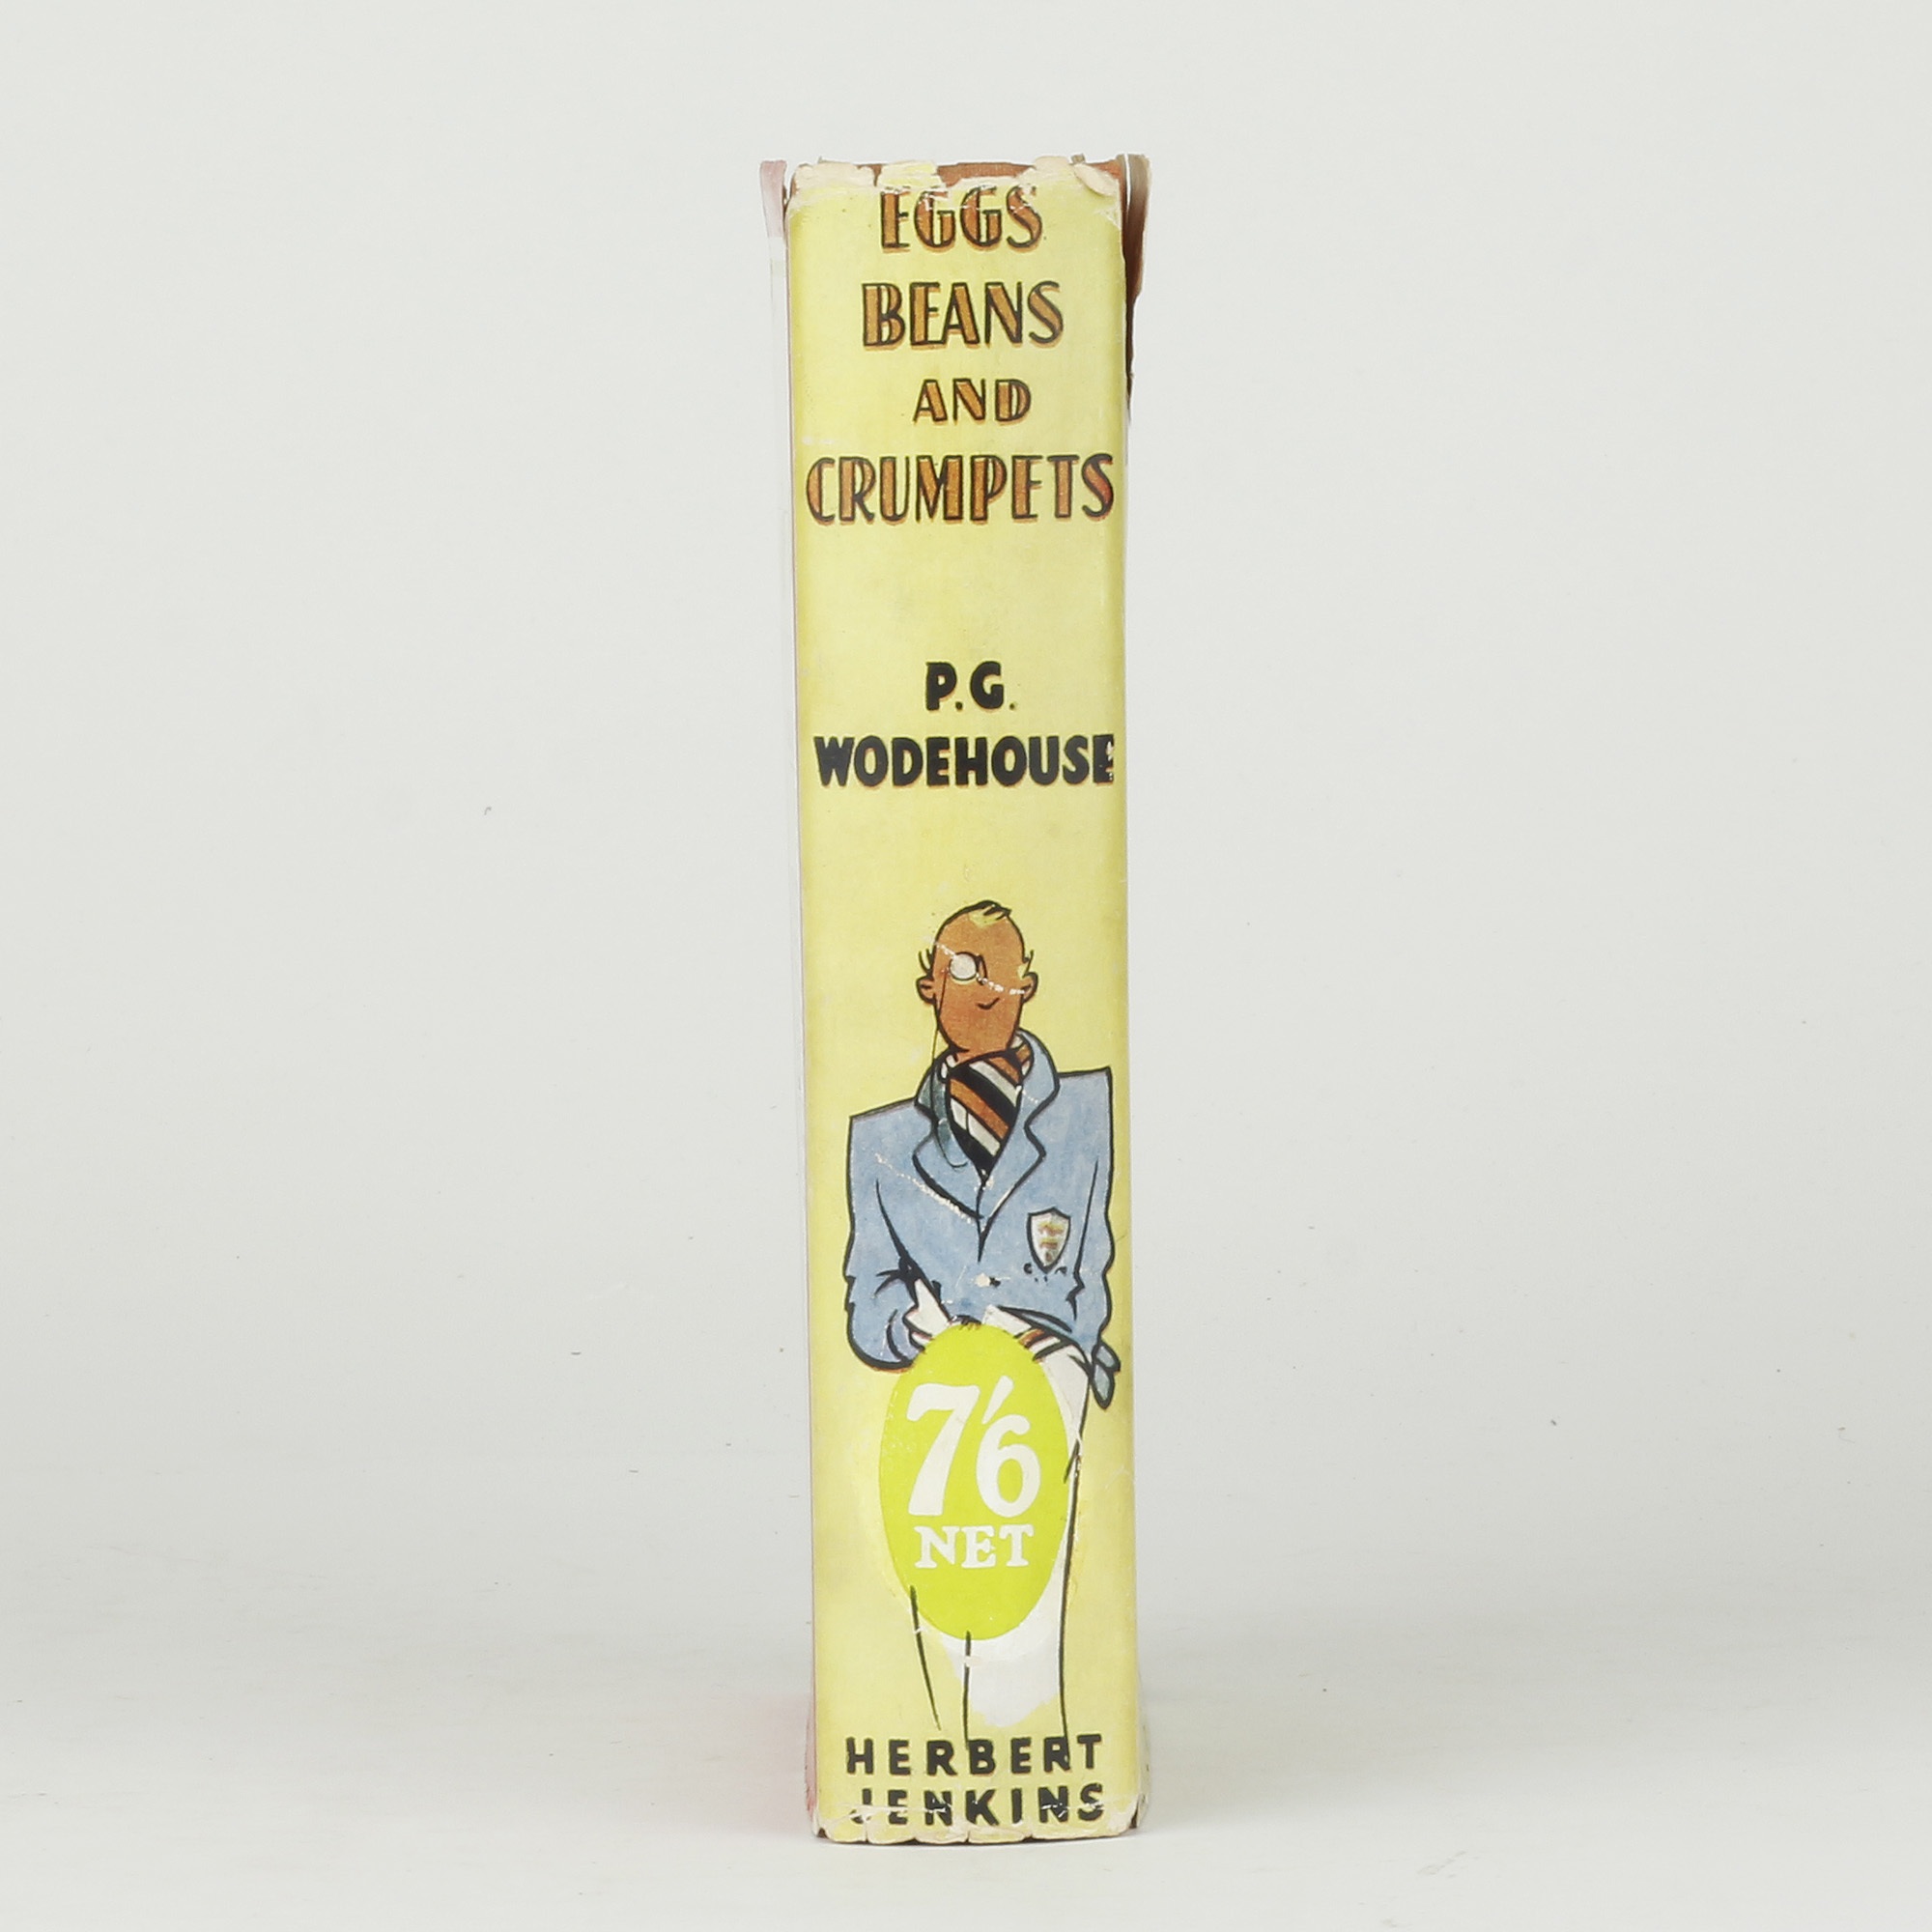 EGGS
BEANS
AND
CRUMPETS
P.G.
WODEHOUSE
7'6
NET
HERBERT
JENKINS